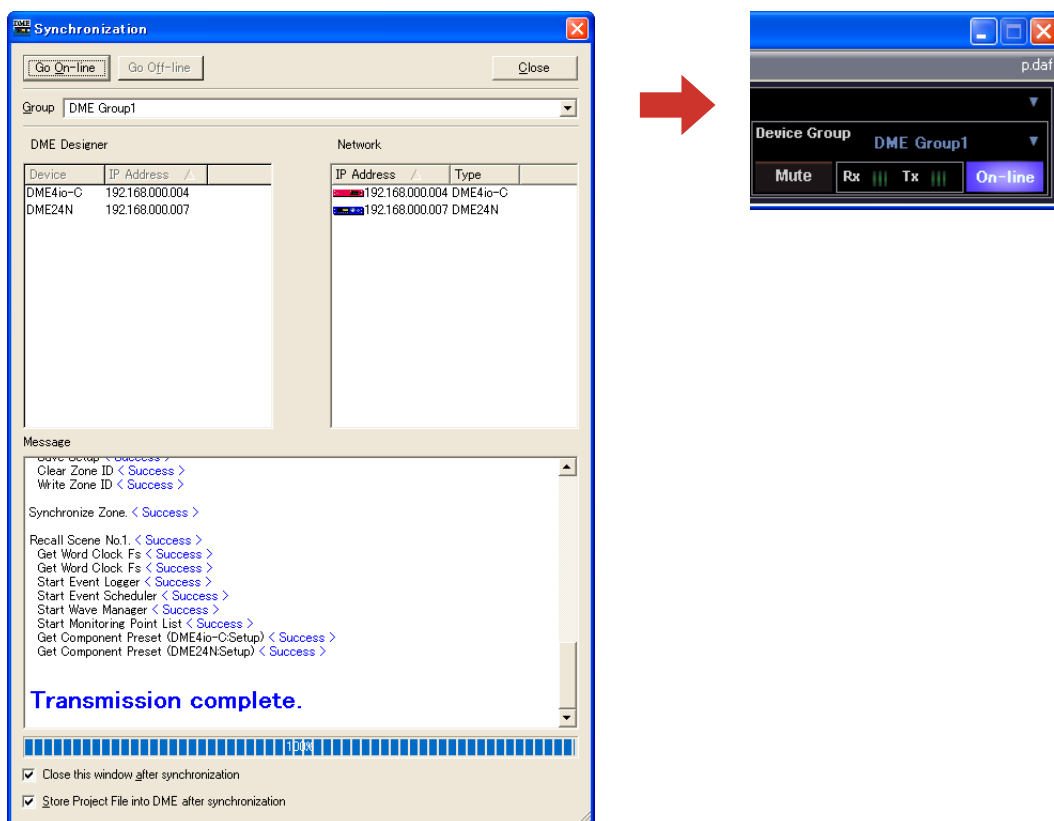 DME Synchronization
Go On-line Go Off-line Close
Group DME Group1
DME Designer Network
Device IP Address IP Address Type
DME4io-C 192.168.000.004 192.168.000.004 DME4io-C
DME24N 192.168.000.007 192.168.000.007 DME24N
Message
Save Setup < Success >
Clear Zone ID < Success >
Write Zone ID < Success >
Synchronize Zone. < Success >
Recall Scene No.1. < Success >
Get Word Clock Fs < Success >
Get Word Clock Fs < Success >
Start Event Logger < Success >
Start Event Scheduler < Success >
Start Wave Manager < Success >
Start Monitoring Point List < Success >
Get Component Preset (DME4io-C:Setup) < Success >
Get Component Preset (DME24N:Setup) < Success >
Transmission complete.
100%
Close this window after synchronization
Store Project File into DME after synchronization
p.daf
Device Group DME Group1
Mute Rx Tx On-line